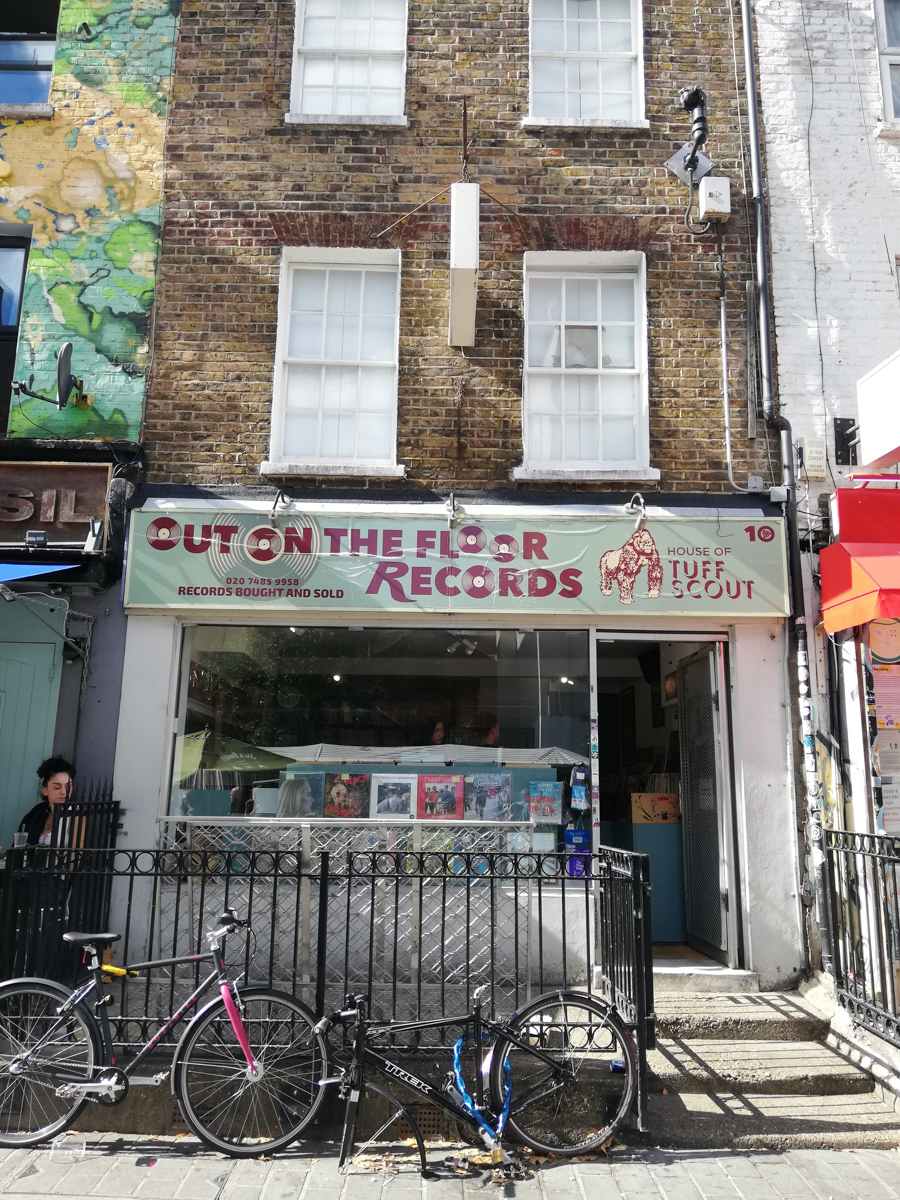 SIL
OUT ON THE FLOOR
RECORDS
020 7485 9958
RECORDS BOUGHT AND SOLD
HOUSE OF
TUFF
SCOUT
10
TREK